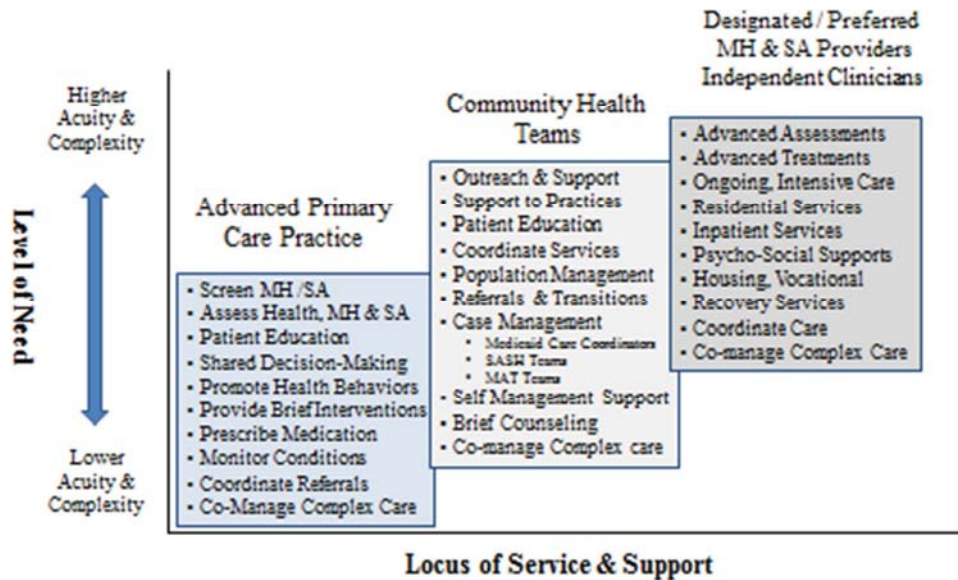 Designated / Preferred
MH & SA Providers
Independent Clinicians
Higher
Acuity &
Complexity
Level of Need
Lower
Acuity &
Complexity
Advanced Primary
Care Practice
▪ Screen MH /SA
▪ Assess Health, MH & SA
▪ Patient Education
▪ Shared Decision-Making
▪ Promote Health Behaviors
▪ Provide Brief Interventions
▪ Prescribe Medication
▪ Monitor Conditions
▪ Coordinate Referrals
▪ Co-Manage Complex Care
Community Health
Teams
▪ Outreach & Support
▪ Support to Practices
▪ Patient Education
▪ Coordinate Services
▪ Population Management
▪ Referrals & Transitions
▪ Case Management
▪ Medicaid Care Coordinators
▪ SASH Teams
▪ MAT Teams
▪ Self Management Support
▪ Brief Counseling
▪ Co-manage Complex care
▪ Advanced Assessments
▪ Advanced Treatments
▪ Ongoing, Intensive Care
▪ Residential Services
▪ Inpatient Services
▪ Psycho-Social Supports
▪ Housing, Vocational
▪ Recovery Services
▪ Coordinate Care
▪ Co-manage Complex Care
Locus of Service & Support